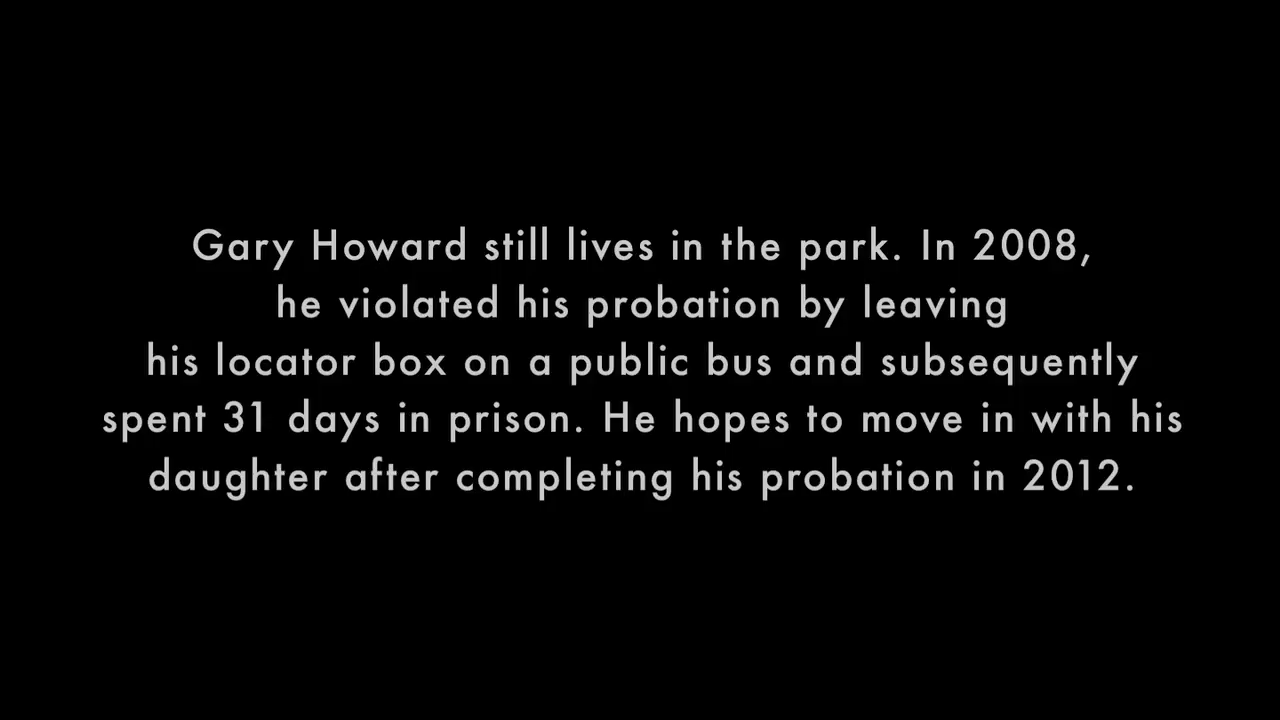 Gary Howard still lives in the park. In 2008,
he violated his probation by leaving
his locator box on a public bus and subsequently
spent 31 days in prison. He hopes to move in with his
daughter after completing his probation in 2012.